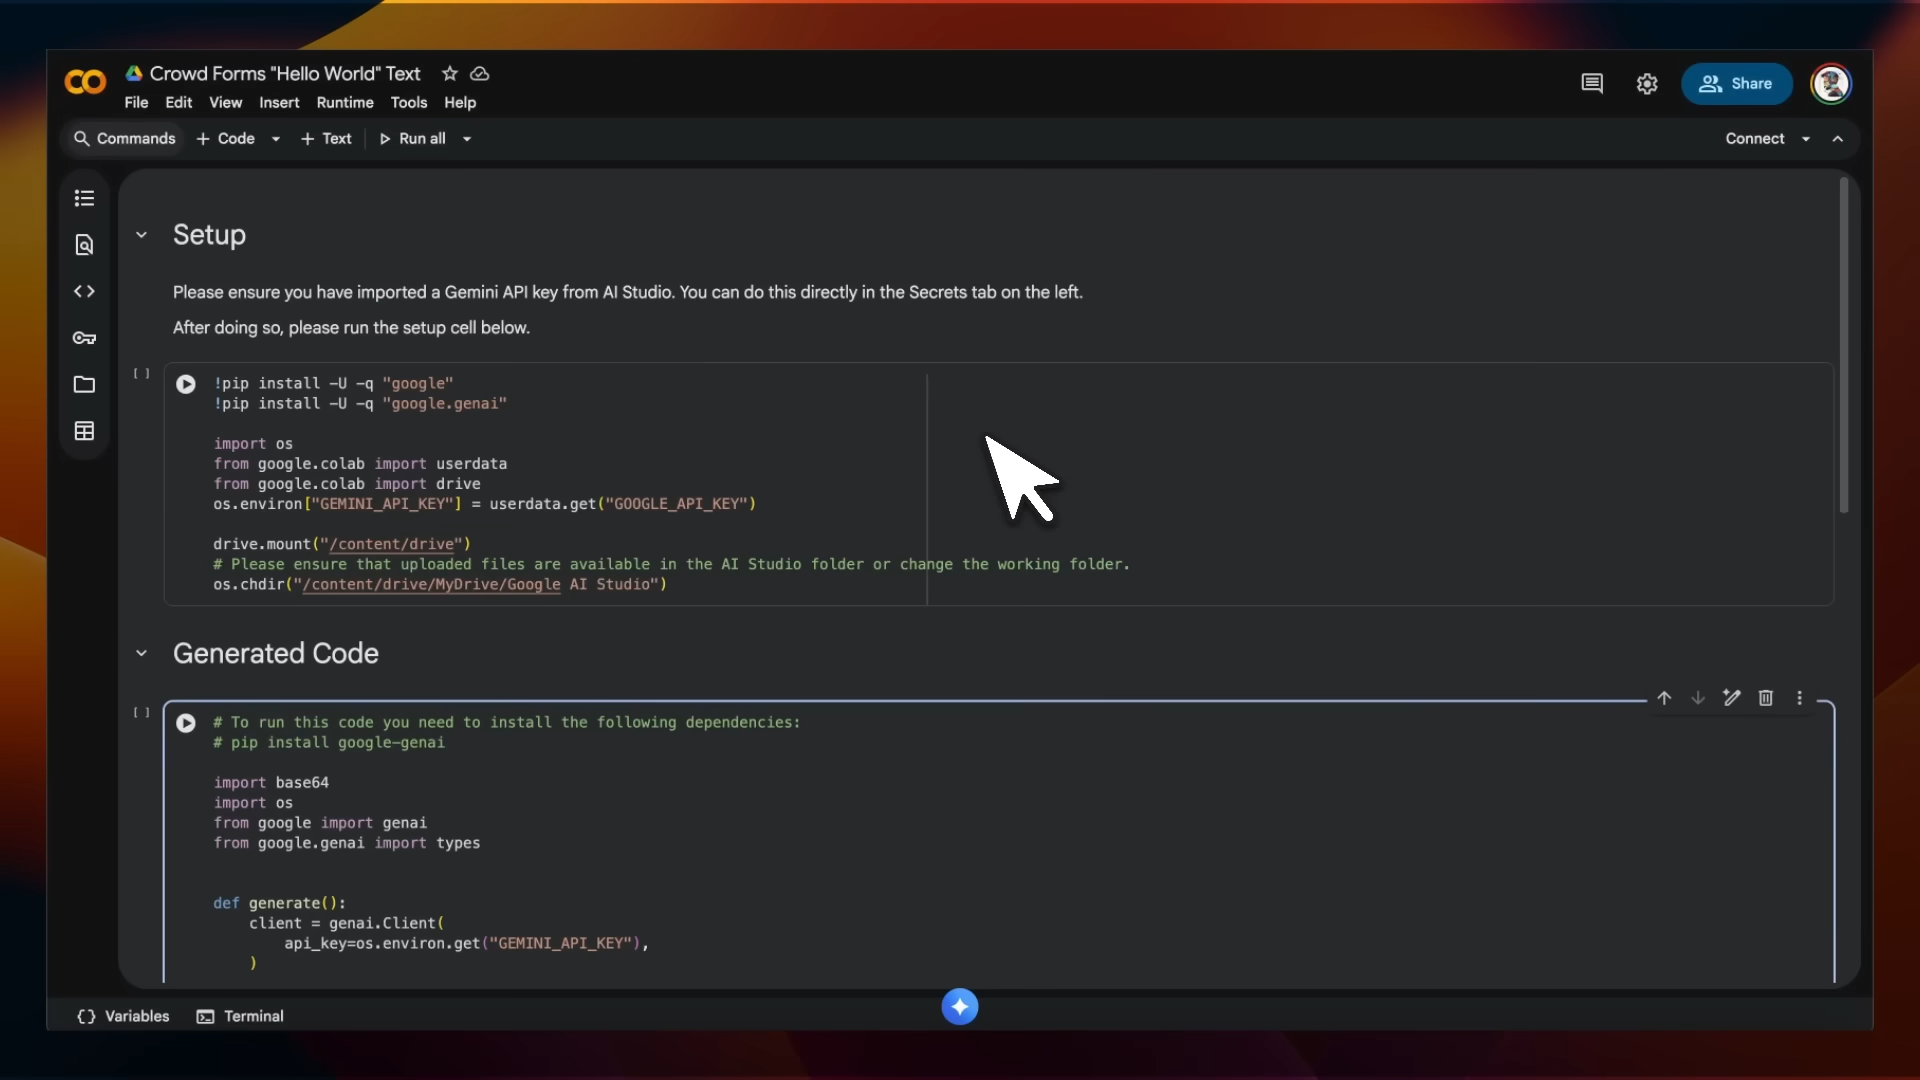 Crowd Forms "Hello World" Text
File Edit View Insert Runtime Tools Help
Share
Commands + Code + Text Run all
Connect
Setup
Please ensure you have imported a Gemini API key from AI Studio. You can do this directly in the Secrets tab on the left.
After doing so, please run the setup cell below.
[ ]
!pip install -U -q "google"
!pip install -U -q "google.genai"
import os
from google.colab import userdata
from google.colab import drive
os.environ["GEMINI_API_KEY"] = userdata.get("GOOGLE_API_KEY")
drive.mount("/content/drive")
# Please ensure that uploaded files are available in the AI Studio folder or change the working folder.
os.chdir("/content/drive/MyDrive/Google AI Studio")
Generated Code
[ ]
# To run this code you need to install the following dependencies:
# pip install google-genai
import base64
import os
from google import genai
from google.genai import types
def generate():
client = genai.Client(
api_key=os.environ.get("GEMINI_API_KEY"),
)
Variables Terminal